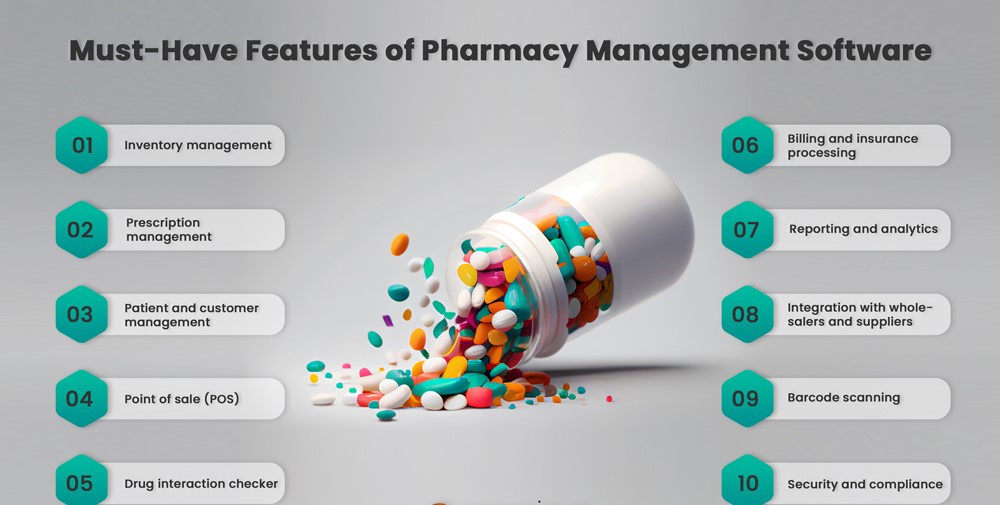 Must-Have Features of Pharmacy Management Software
01
Inventory management
02
Prescription
management
03
Patient and customer
management
04
Point of sale (POS)
05
Drug interaction checker
06
Billing and insurance
processing
07
Reporting and analytics
08
Integration with whole-
salers and suppliers
09
Barcode scanning
10
Security and compliance